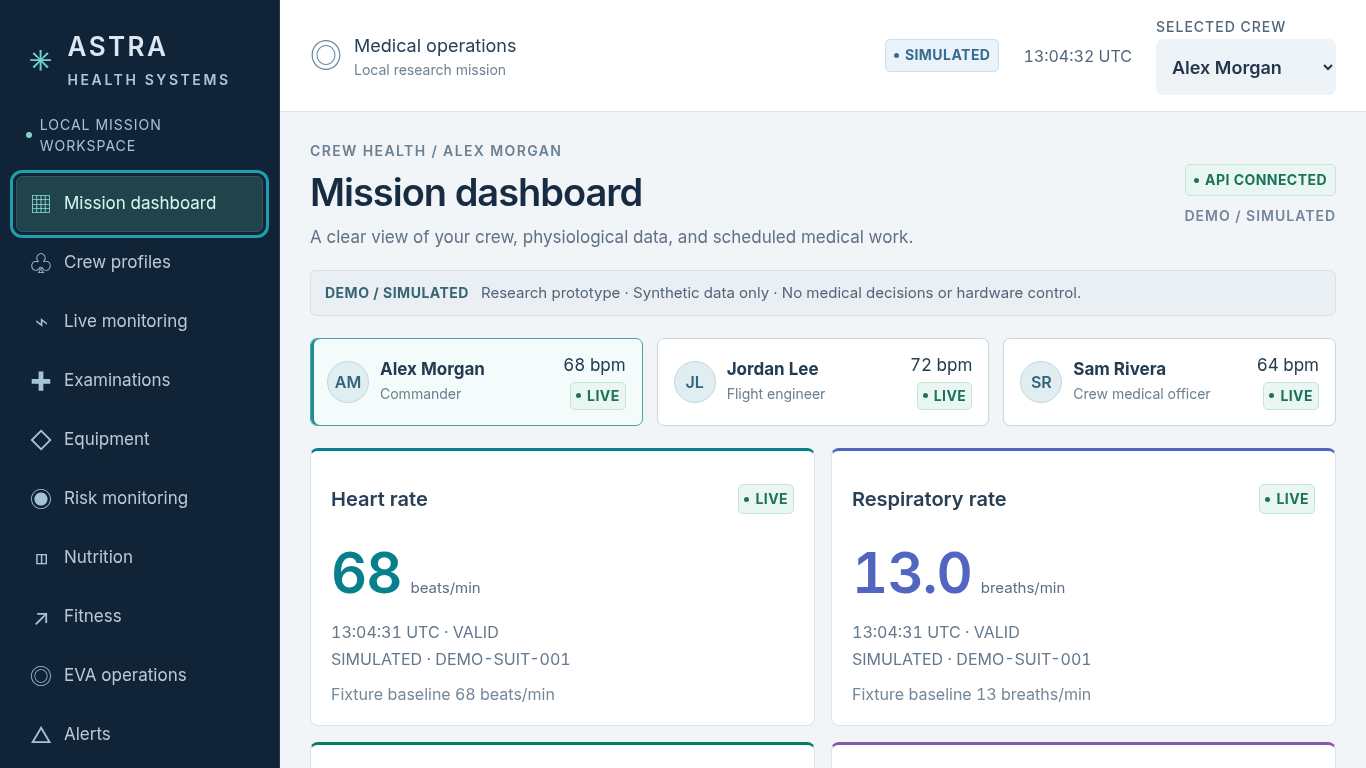 ASTRA
HEALTH SYSTEMS
LOCAL MISSION
WORKSPACE
Mission dashboard
Crew profiles
Live monitoring
Examinations
Equipment
Risk monitoring
Nutrition
Fitness
EVA operations
Alerts
Medical operations
Local research mission
SIMULATED
13:04:32 UTC
SELECTED CREW
Alex Morgan
CREW HEALTH / ALEX MORGAN
Mission dashboard
A clear view of your crew, physiological data, and scheduled medical work.
API CONNECTED
DEMO / SIMULATED
DEMO / SIMULATED Research prototype · Synthetic data only · No medical decisions or hardware control.
AM
Alex Morgan
Commander
68 bpm
LIVE
JL
Jordan Lee
Flight engineer
72 bpm
LIVE
SR
Sam Rivera
Crew medical officer
64 bpm
LIVE
Heart rate
LIVE
68 beats/min
13:04:31 UTC · VALID
SIMULATED · DEMO-SUIT-001
Fixture baseline 68 beats/min
Respiratory rate
LIVE
13.0 breaths/min
13:04:31 UTC · VALID
SIMULATED · DEMO-SUIT-001
Fixture baseline 13 breaths/min